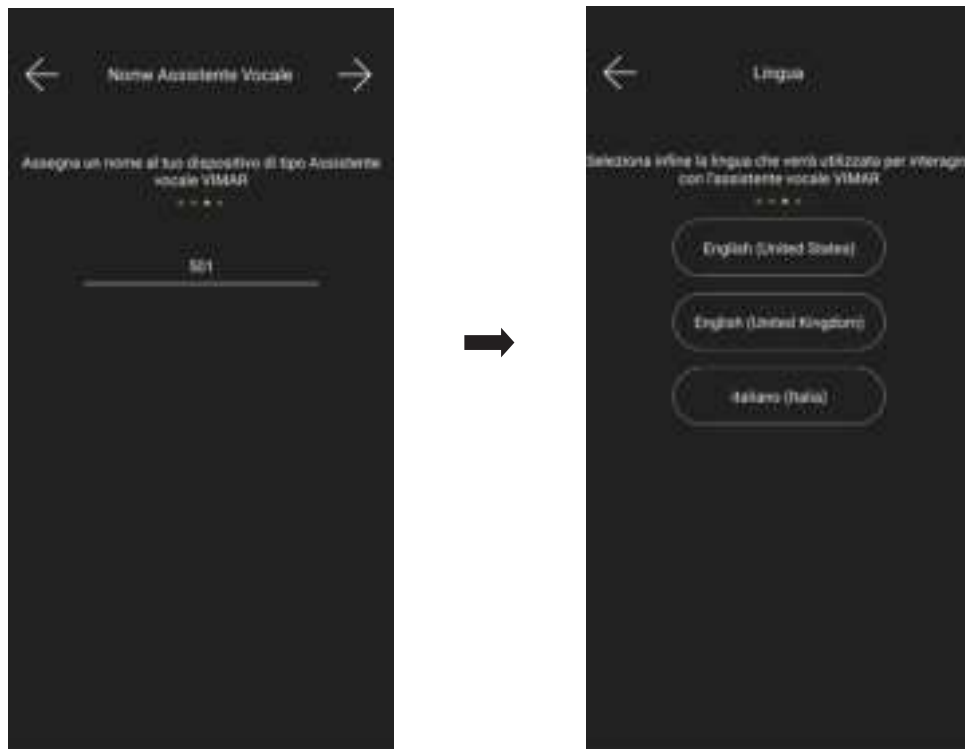 Nome Assistente Vocale
Assegna un nome al tuo dispositivo di tipo Assistente
vocale VIMAR
501
Lingua
Seleziona infine la lingua che verrà utilizzata per interagire
con l'assistente vocale VIMAR
English (United States)
English (United Kingdom)
italiano (Italia)